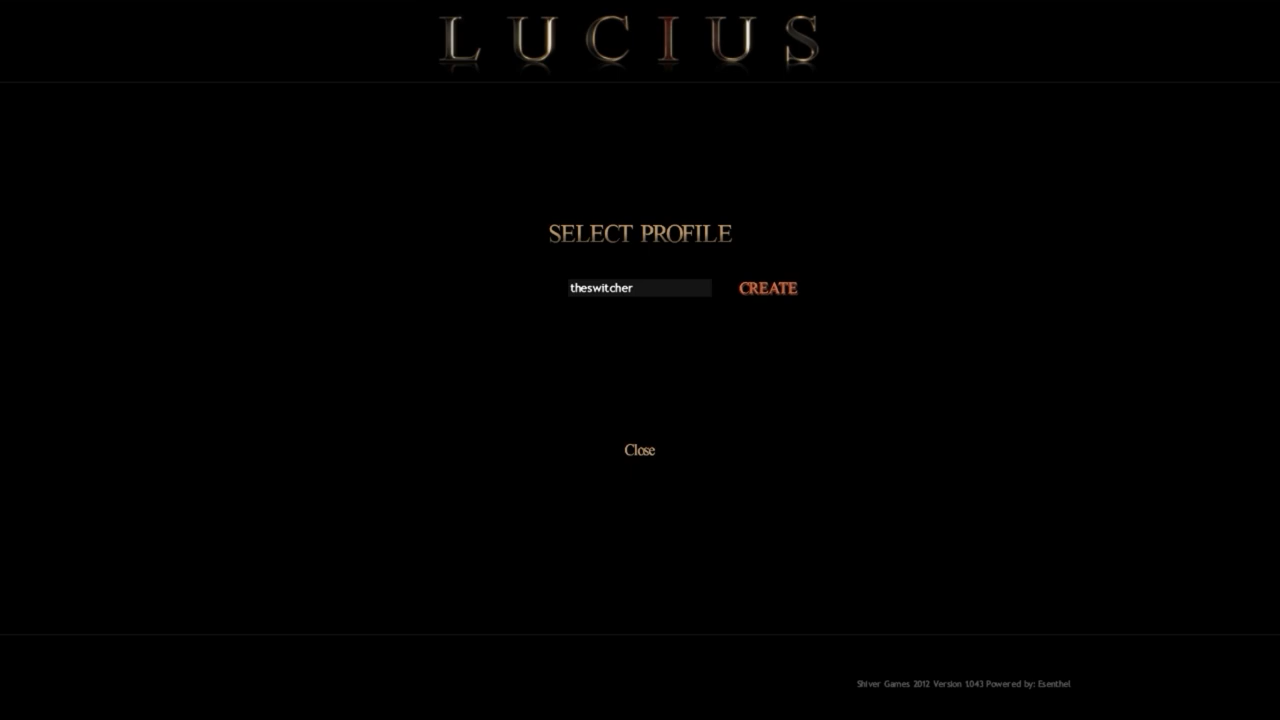 LUCIUS
SELECT PROFILE
theswitcher CREATE
Close
Shiver Games 2012 Version 1.043 Powered by: Esenthel